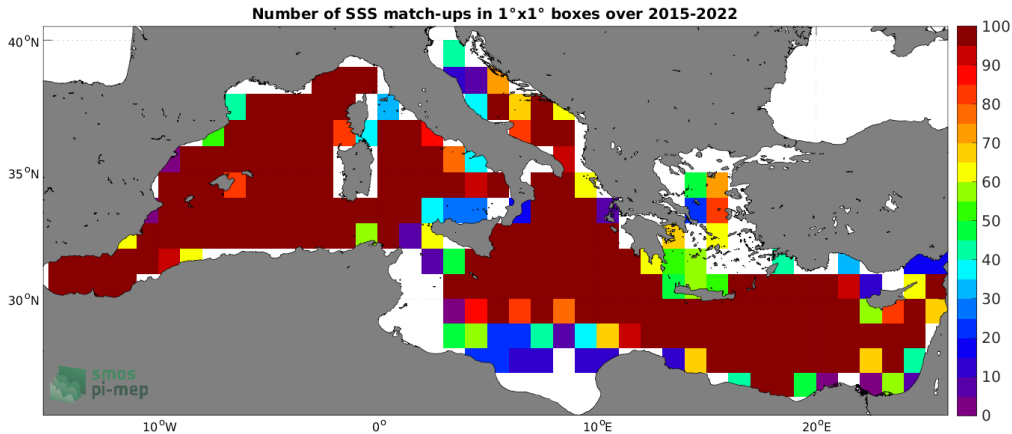 Number of SSS match-ups in 1°x1° boxes over 2015-2022
40°N
35°N
30°N
10°W
0°
10°E
20°E
100
90
80
70
60
50
40
30
20
10
0
smos
pi-mep